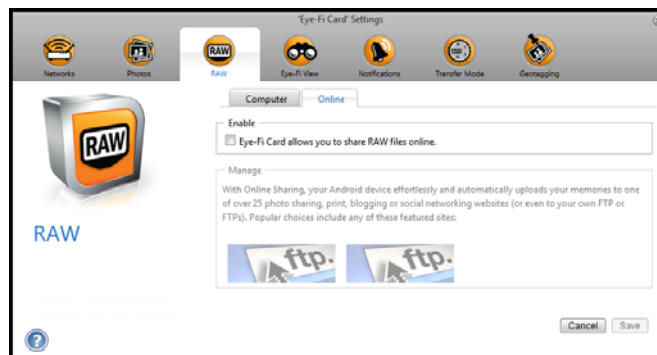 'Eye-Fi Card' Settings
Networks
Photos
RAW
RAW
Eye-Fi View
Notifications
Transfer Mode
Geotagging
Computer
Online
RAW
Enable
Eye-Fi Card allows you to share RAW files online.
Manage
With Online Sharing, your Android device effortlessly and automatically uploads your memories to one
of over 25 photo sharing, print, blogging or social networking websites (or even to your own FTP or
FTPs). Popular choices include any of these featured sites:
RAW
ftp.
ftp.
Cancel
Save
?